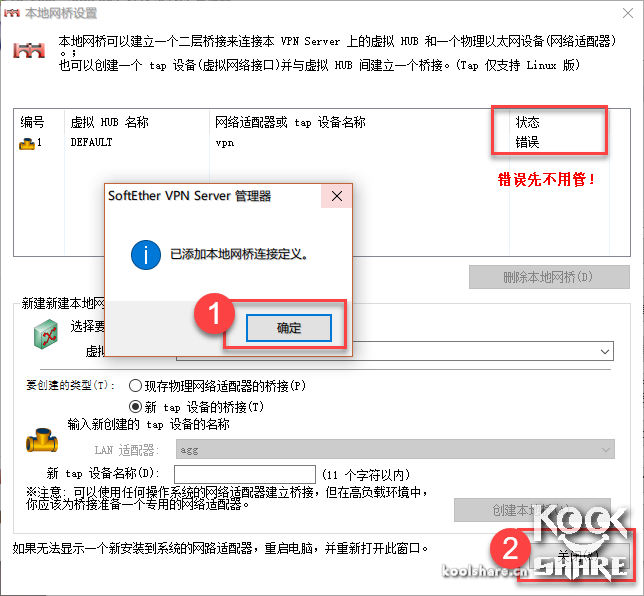 本地网桥设置
本地网桥可以建立一个二层桥接来连接本 VPN Server 上的虚拟 HUB 和一个物理以太网设备(网络适配器)
。;
也可以创建一个 tap 设备(虚拟网络接口)并与虚拟 HUB 间建立一个桥接。(Tap 仅支持 Linux 版)
编号 虚拟 HUB 名称 网络适配器或 tap 设备名称 状态
1 DEFAULT vpn 错误
错误先不用管!
SoftEther VPN Server 管理器
已添加本地网桥连接定义。
1
确定
删除本地网桥(D)
新建新建本地网
选择要
虚拟
要创建的类型(T): 现存物理网络适配器的桥接(P)
新 tap 设备的桥接(T)
输入新创建的 tap 设备的名称
LAN 适配器: agg
新 tap 设备名称(D): (11 个字符以内)
※注意: 可以使用任何操作系统的网络适配器建立桥接，但在高负载环境中，
你应该为桥接准备一个专用的网络适配器。
创建本地
如果无法显示一个新安装到系统的网路适配器，重启电脑，并重新打开此窗口。
2
关闭
KOOL
SHARE
koolshare.cn